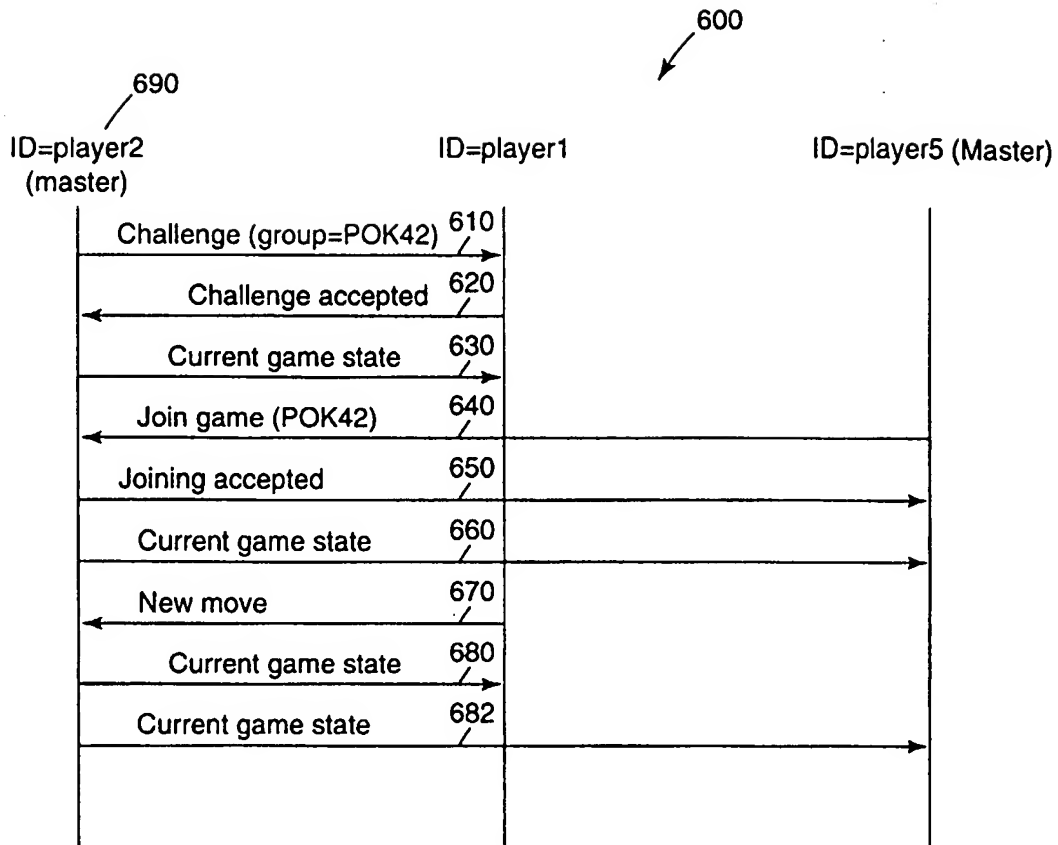 600
690
ID=player2
(master)
ID=player1
ID=player5 (Master)
Challenge (group=POK42) 610
Challenge accepted 620
Current game state 630
Join game (POK42) 640
Joining accepted 650
Current game state 660
New move 670
Current game state 680
Current game state 682